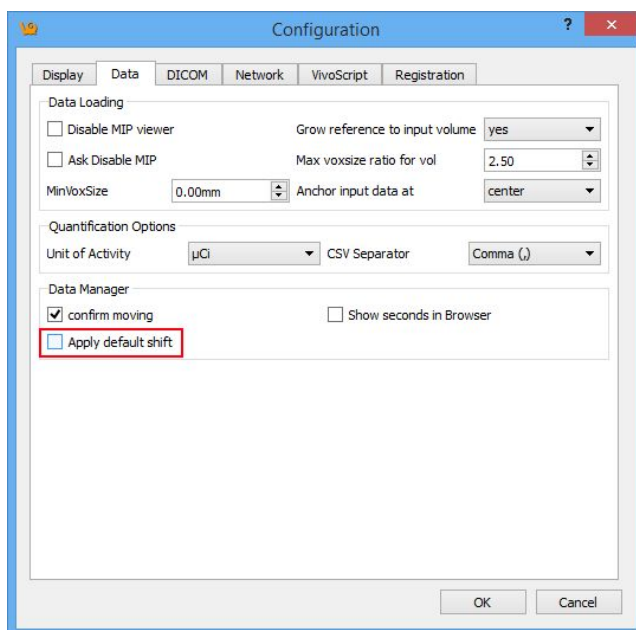 Configuration
?
Display Data DICOM Network VivoScript Registration
Data Loading
Disable MIP viewer Grow reference to input volume yes
Ask Disable MIP Max voxsize ratio for vol 2.50
MinVoxSize 0.00mm Anchor input data at center
Quantification Options
Unit of Activity µCi CSV Separator Comma (,)
Data Manager
confirm moving Show seconds in Browser
Apply default shift
OK Cancel